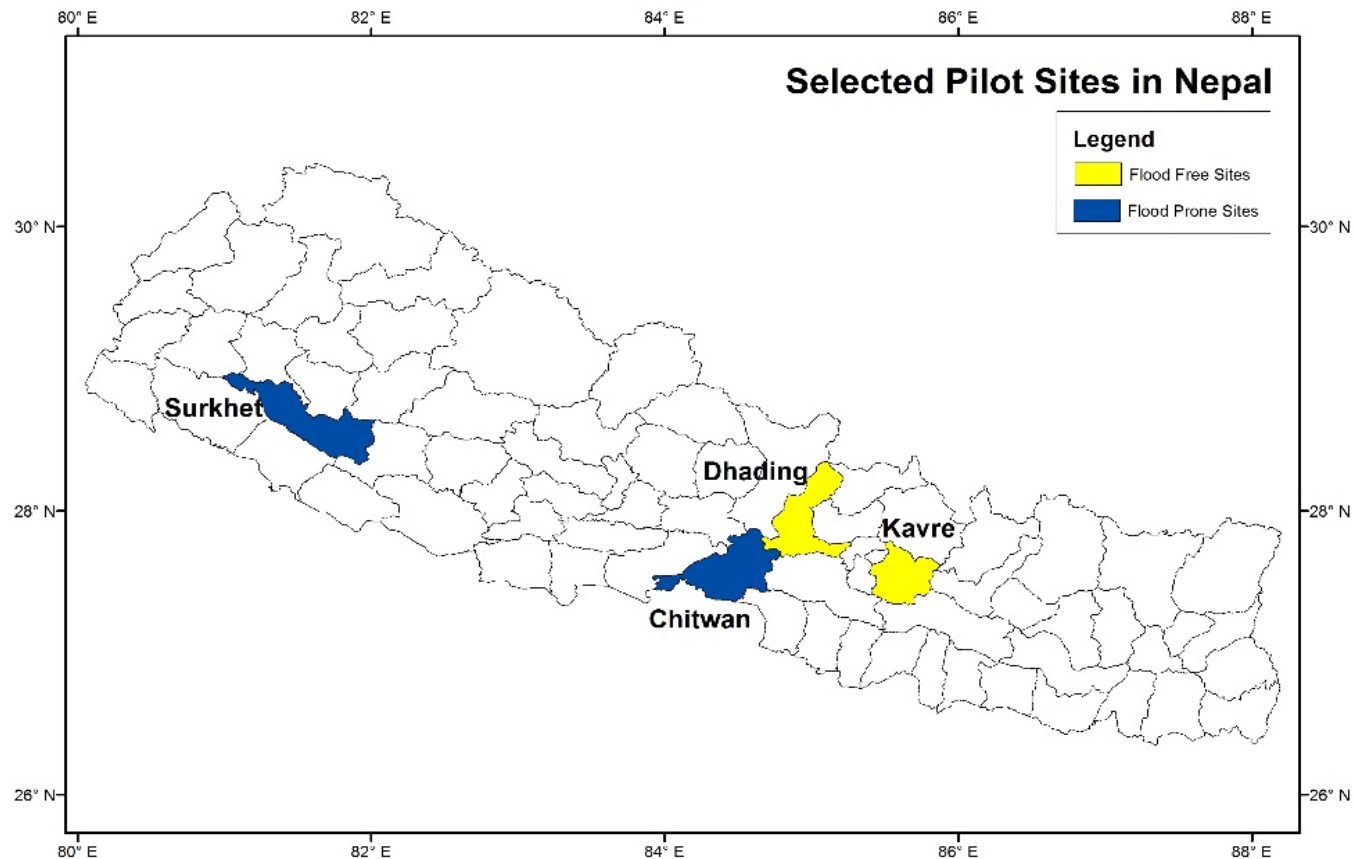 80° E 82° E 84° E 86° E 88° E
Selected Pilot Sites in Nepal
Legend
Flood Free Sites
Flood Prone Sites
30° N 30° N
Surkhet
Dhading
28° N 28° N
Kavre
Chitwan
26° N 26° N
80° E 82° E 84° E 86° E 88° E